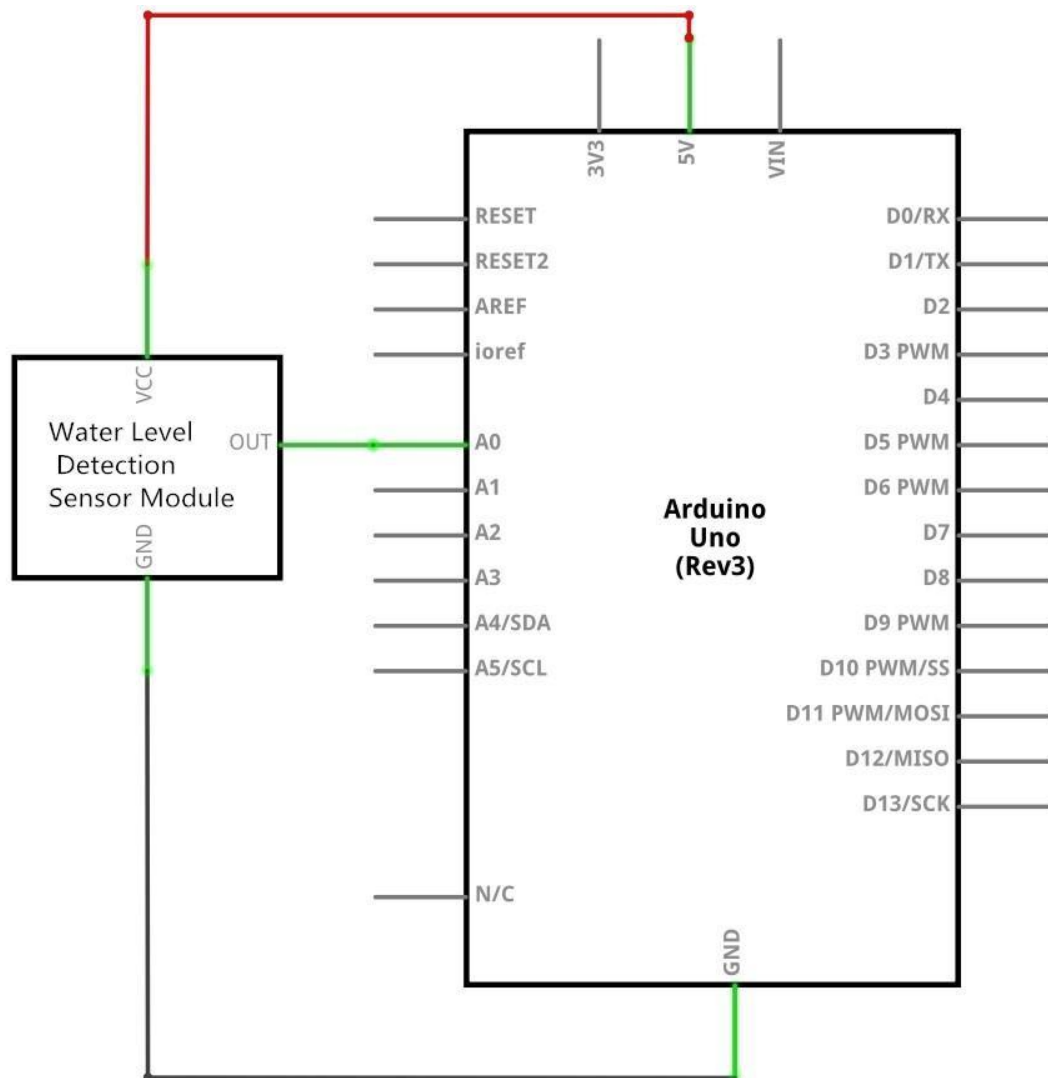 3V3
5V
VIN
RESET
RESET2
AREF
ioref
A0
A1
A2
A3
A4/SDA
A5/SCL
N/C
VCC
Water Level
Detection
Sensor Module
OUT
GND
Arduino
Uno
(Rev3)
D0/RX
D1/TX
D2
D3 PWM
D4
D5 PWM
D6 PWM
D7
D8
D9 PWM
D10 PWM/SS
D11 PWM/MOSI
D12/MISO
D13/SCK
GND